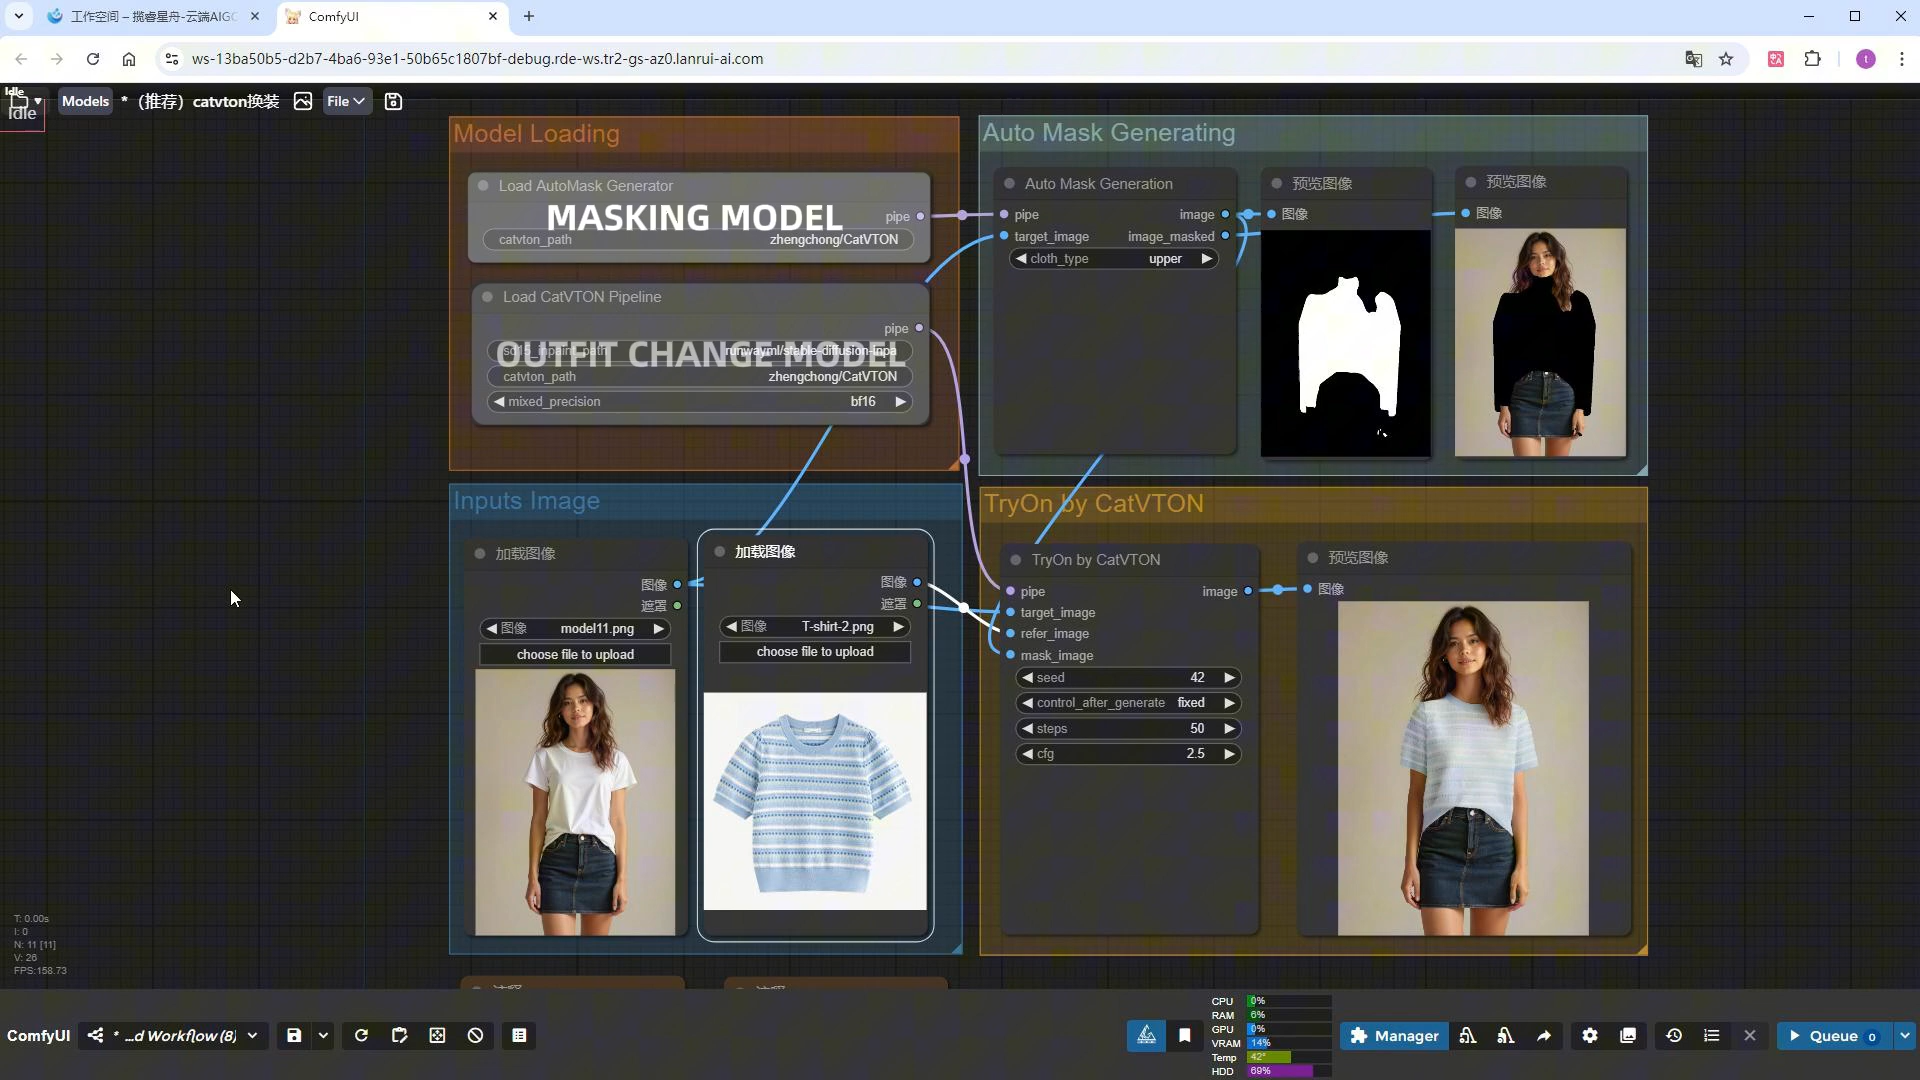 工作空间 – 揽睿星舟-云端AIGC
ComfyUI
ws-13ba50b5-d2b7-4ba6-93e1-50b65c1807bf-debug.rde-ws.tr2-gs-az0.lanrui-ai.com
t
Idle
Idle
Models
* （推荐）catvton换装
File
Model Loading
Load AutoMask Generator
MASKING MODEL
pipe
catvton_path
zhengchong/CatVTON
Load CatVTON Pipeline
pipe
sd15_inpaint_path
runwayml/stable-diffusion-inpa
OUTFIT CHANGE MODEL
catvton_path
zhengchong/CatVTON
mixed_precision
bf16
Auto Mask Generating
Auto Mask Generation
pipe
image
target_image
image_masked
cloth_type
upper
预览图像
图像
预览图像
图像
Inputs Image
加载图像
图像
遮罩
图像
model11.png
choose file to upload
加载图像
图像
遮罩
图像
T-shirt-2.png
choose file to upload
TryOn by CatVTON
TryOn by CatVTON
pipe
image
target_image
refer_image
mask_image
seed
42
control_after_generate
fixed
steps
50
cfg
2.5
预览图像
图像
T: 0.00s
I: 0
N: 11 [11]
V: 26
FPS:158.73
ComfyUI
* ...d Workflow (8)
CPU 0%
RAM 6%
GPU 0%
VRAM 14%
Temp 42°
HDD 69%
Manager
Queue 0